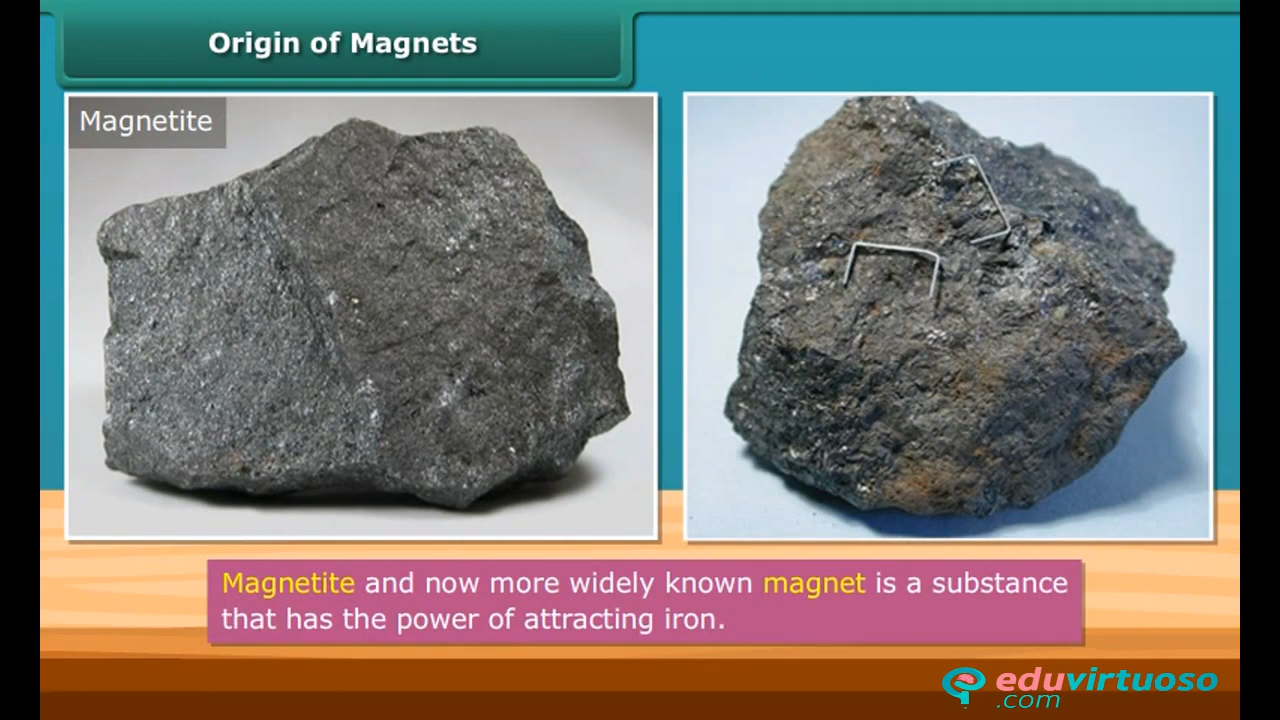 Origin of Magnets
Magnetite
Magnetite and now more widely known magnet is a substance
that has the power of attracting iron.
eduvirtuoso
.com